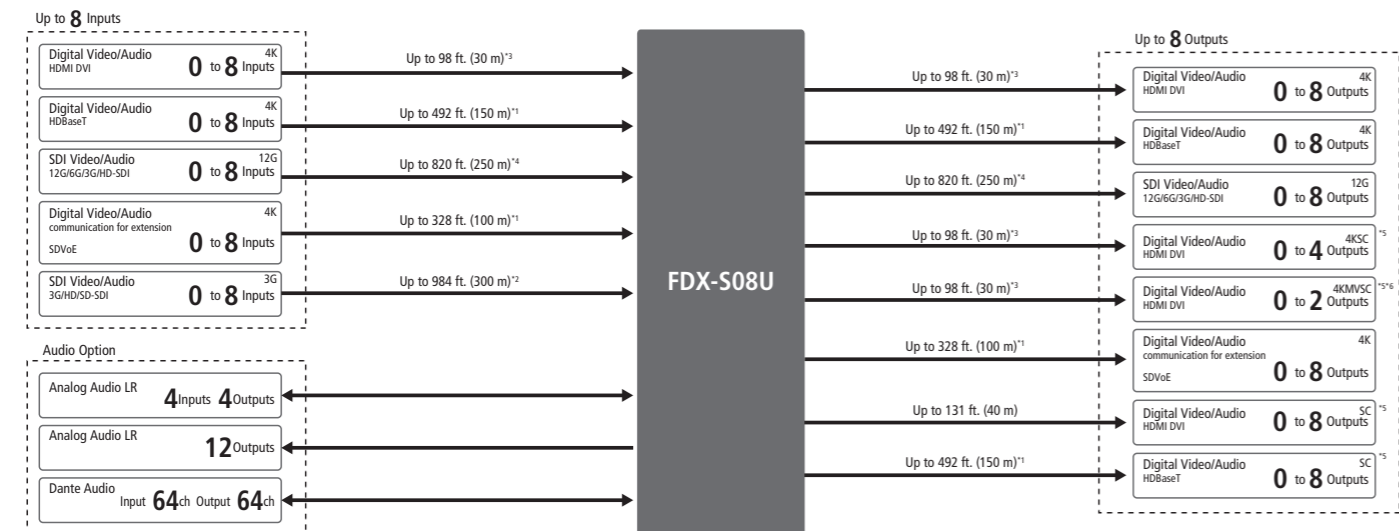 Up to 8 Inputs
Digital Video/Audio 4K
HDMI DVI 0 to 8 Inputs
Up to 98 ft. (30 m)*3
Digital Video/Audio 4K
HDBaseT 0 to 8 Inputs
Up to 492 ft. (150 m)*1
SDI Video/Audio 12G
12G/6G/3G/HD-SDI 0 to 8 Inputs
Up to 820 ft. (250 m)*4
Digital Video/Audio 4K
communication for extension
SDVoE 0 to 8 Inputs
Up to 328 ft. (100 m)*1
SDI Video/Audio 3G
3G/HD/SD-SDI 0 to 8 Inputs
Up to 984 ft. (300 m)*2
Audio Option
Analog Audio LR
4 Inputs 4 Outputs
Analog Audio LR
12 Outputs
Dante Audio
Input 64ch Output 64ch
FDX-S08U
Up to 8 Outputs
Up to 98 ft. (30 m)*3
Digital Video/Audio 4K
HDMI DVI 0 to 8 Outputs
Up to 492 ft. (150 m)*1
Digital Video/Audio 4K
HDBaseT 0 to 8 Outputs
Up to 820 ft. (250 m)*4
SDI Video/Audio 12G
12G/6G/3G/HD-SDI 0 to 8 Outputs
Up to 98 ft. (30 m)*3
Digital Video/Audio 4KSC *5
HDMI DVI 0 to 4 Outputs
Up to 98 ft. (30 m)*3
Digital Video/Audio 4KMVSC *5*6
HDMI DVI 0 to 2 Outputs
Up to 328 ft. (100 m)*1
Digital Video/Audio 4K
communication for extension
SDVoE 0 to 8 Outputs
Up to 131 ft. (40 m)
Digital Video/Audio SC *5
HDMI DVI 0 to 8 Outputs
Up to 492 ft. (150 m)*1
Digital Video/Audio SC *5
HDBaseT 0 to 8 Outputs